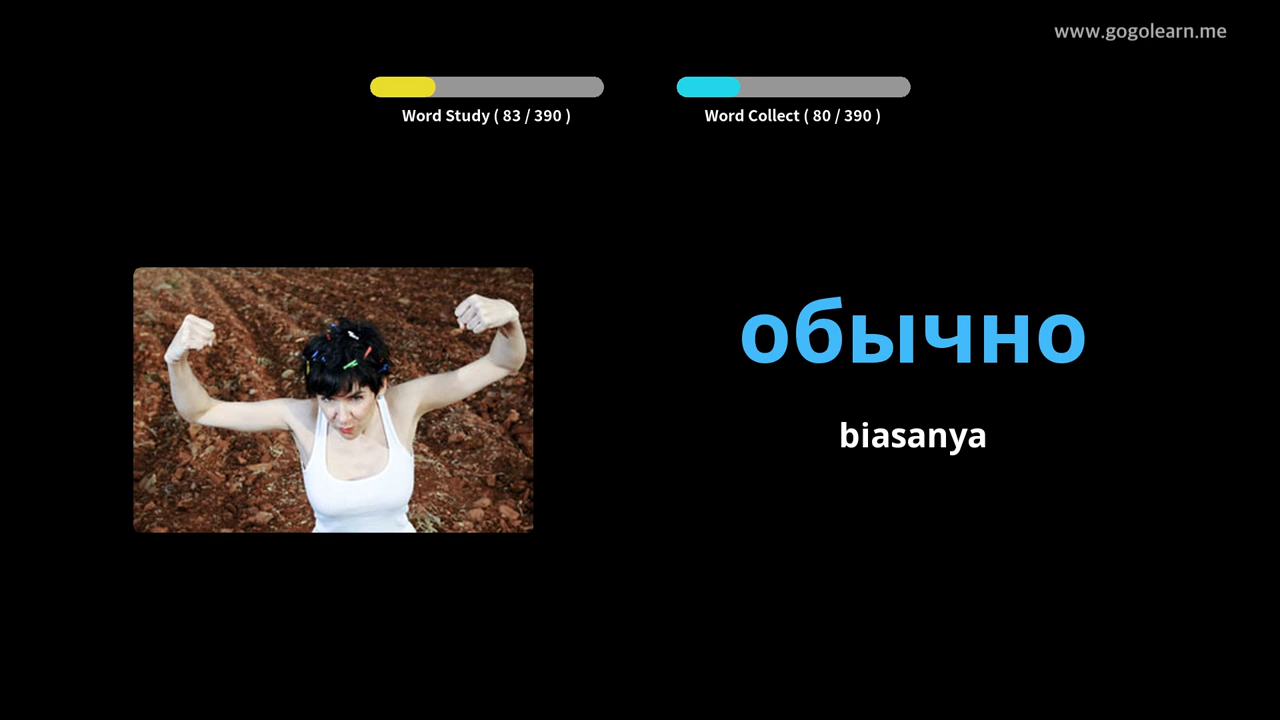 www.gogolearn.me
Word Study ( 83 / 390 )
Word Collect ( 80 / 390 )
обычно
biasanya